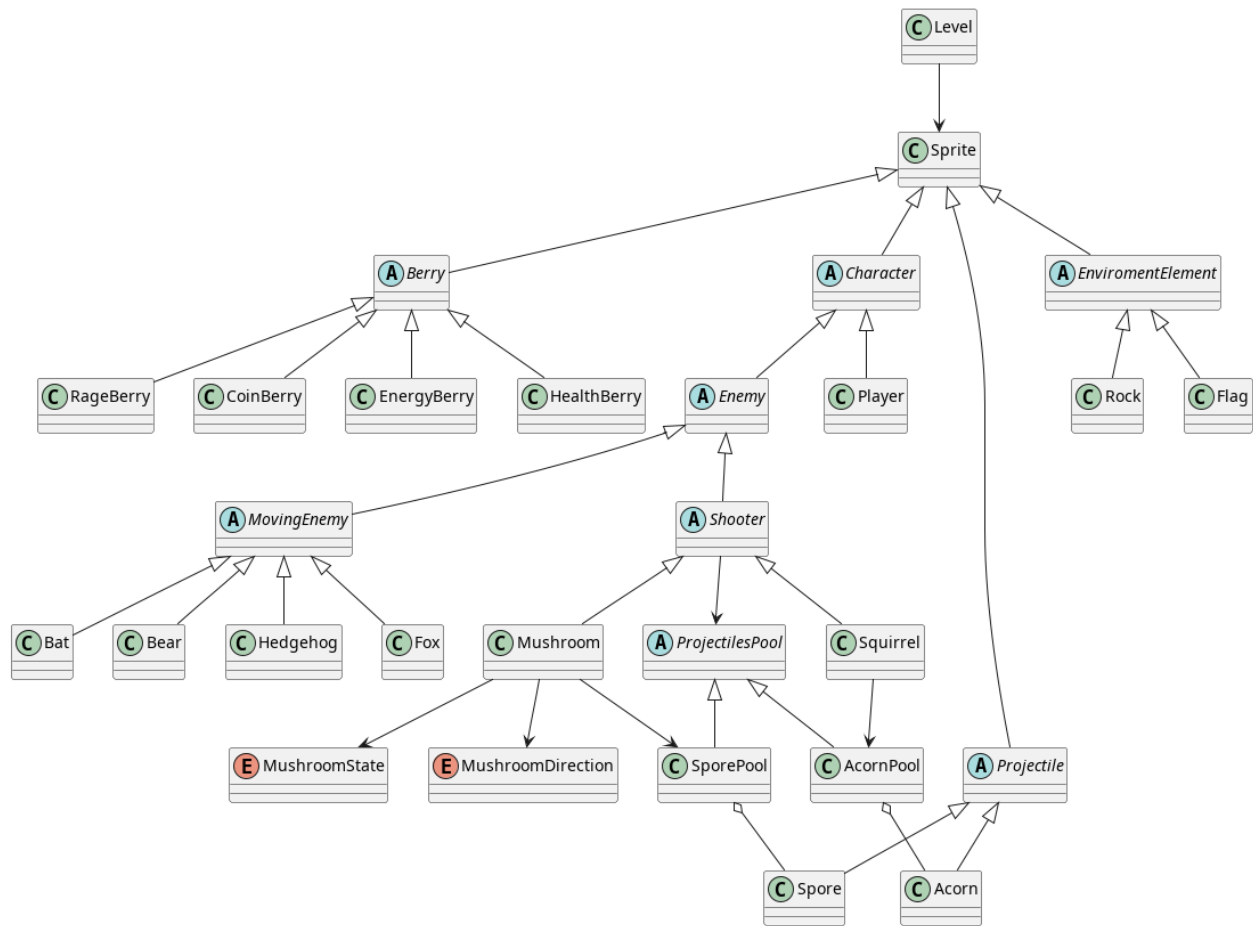 C Level
C Sprite
A Berry
A Character
A EnviromentElement
C RageBerry
C CoinBerry
C EnergyBerry
C HealthBerry
A Enemy
C Player
C Rock
C Flag
A MovingEnemy
A Shooter
C Bat
C Bear
C Hedgehog
C Fox
C Mushroom
A ProjectilesPool
C Squirrel
E MushroomState
E MushroomDirection
C SporePool
C AcornPool
A Projectile
C Spore
C Acorn